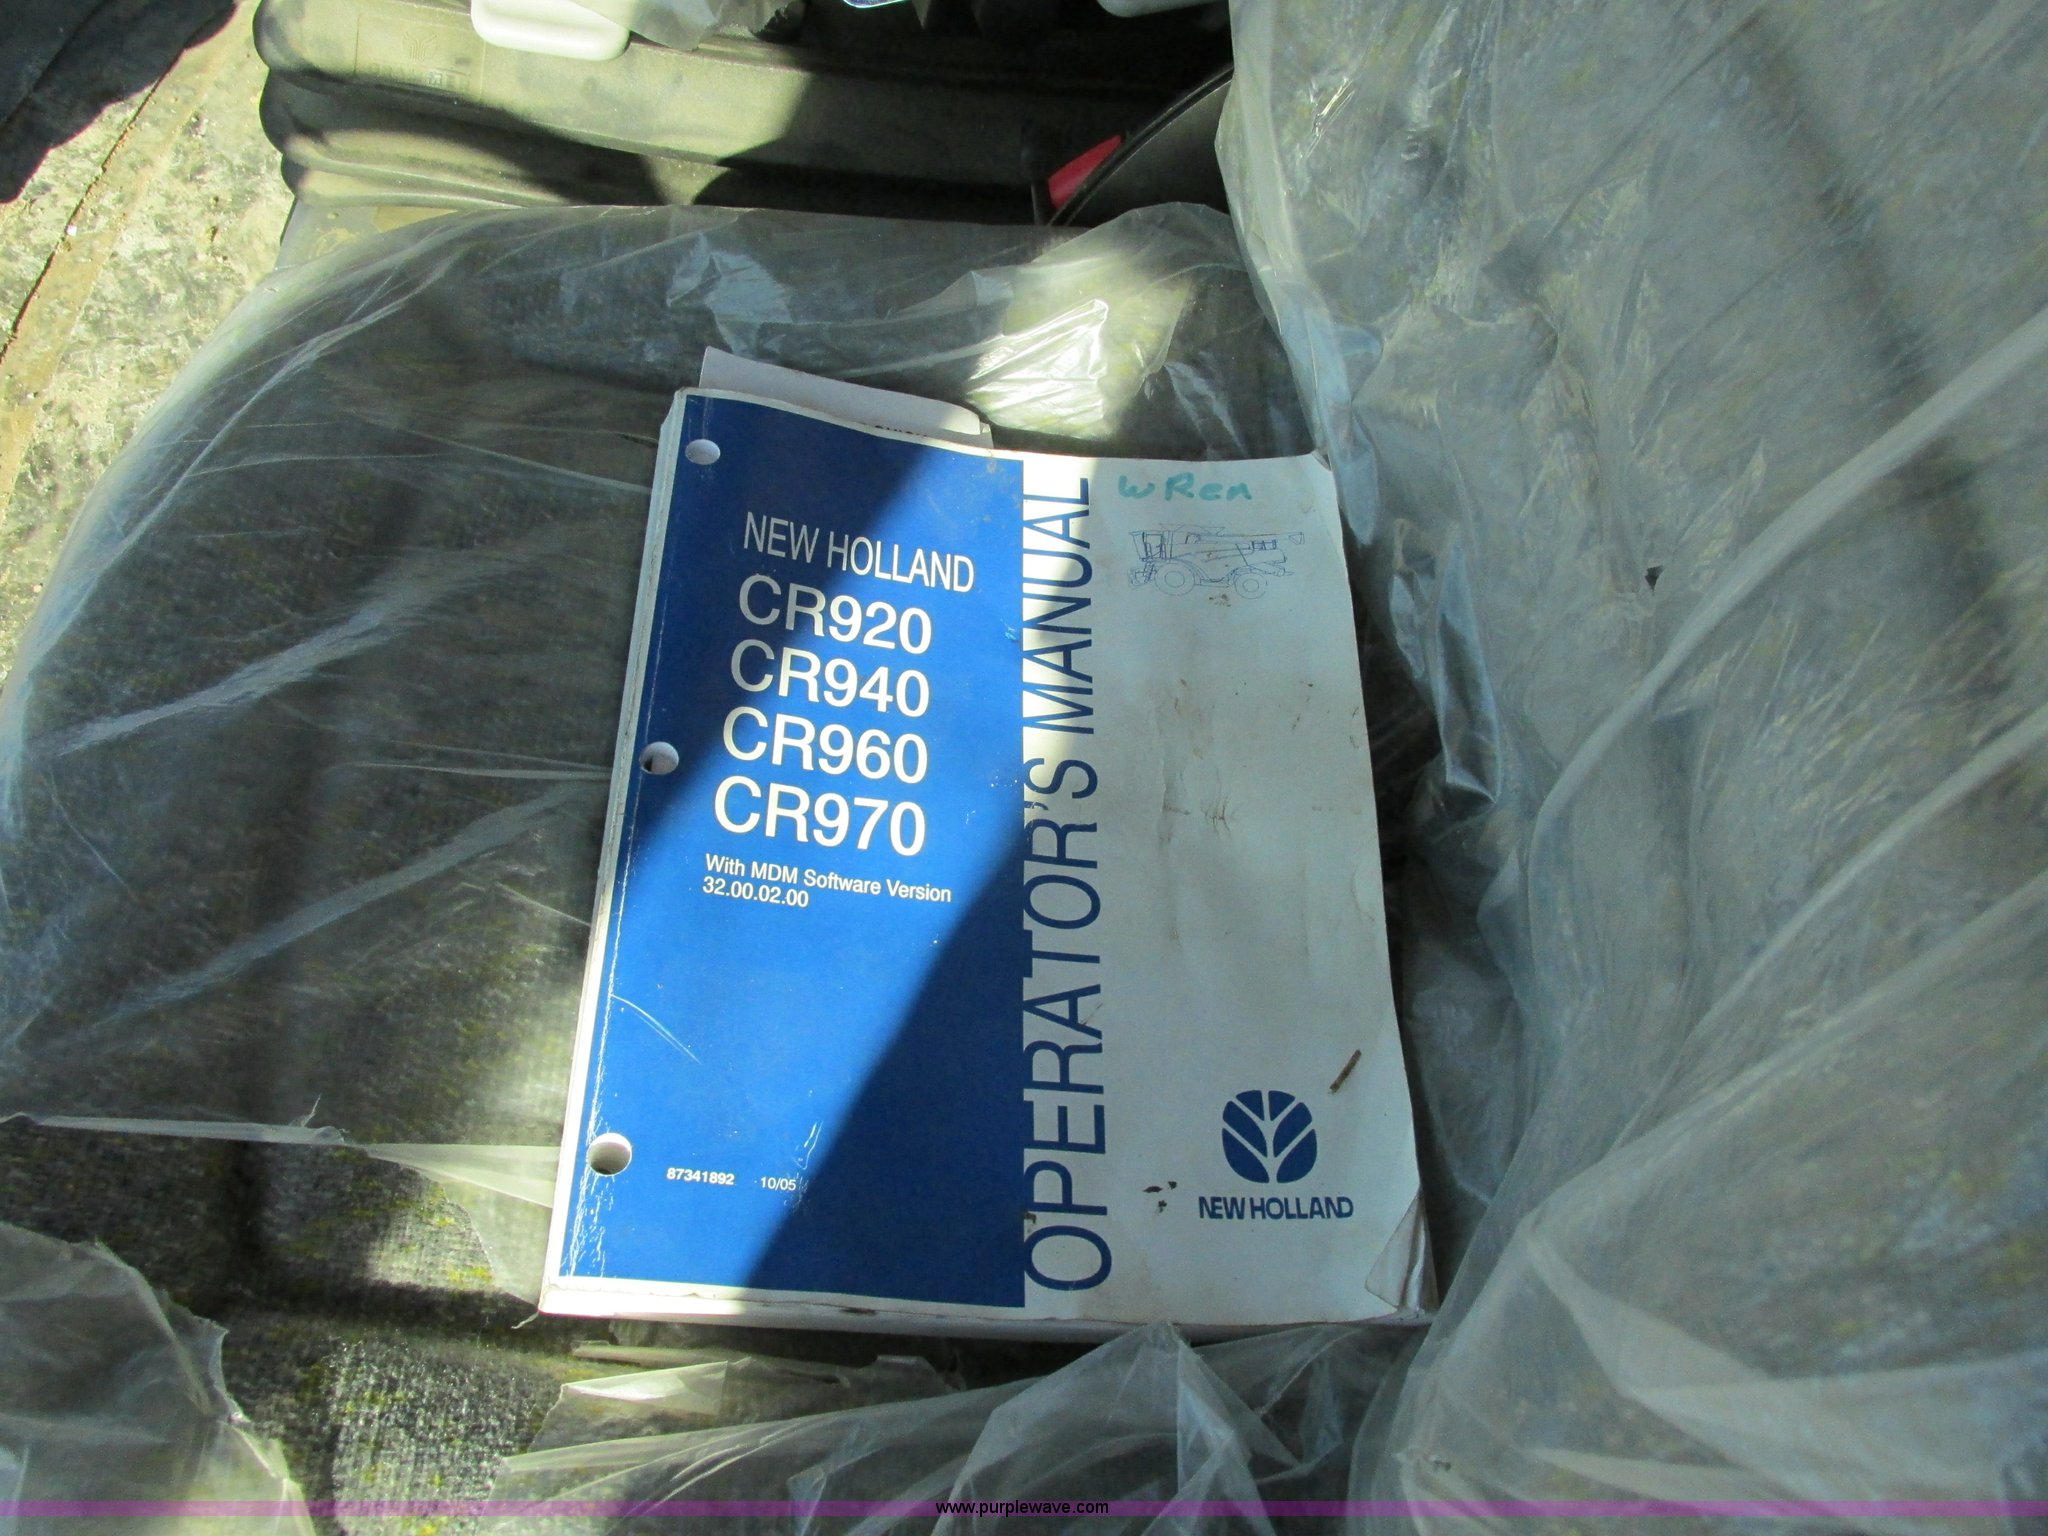 wRen
NEW HOLLAND
CR920
CR940
CR960
CR970
With MDM Software Version
32.00.02.00
OPERATOR'S MANUAL
87341892 10/05
NEW HOLLAND
www.purplewave.com